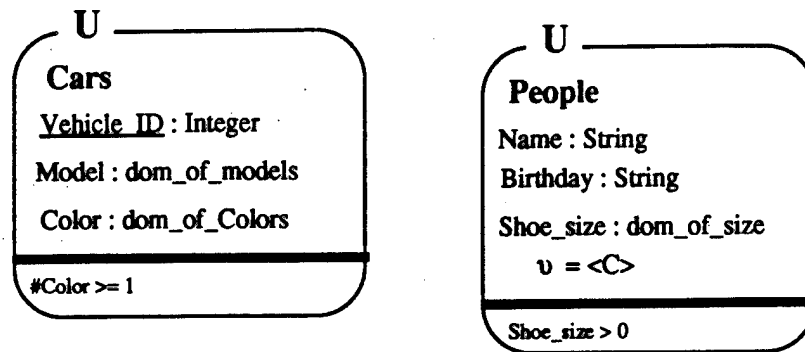 U
Cars
Vehicle_ID : Integer
Model : dom_of_models
Color : dom_of_Colors
#Color >= 1
U
People
Name : String
Birthday : String
Shoe_size : dom_of_size
υ = <C>
Shoe_size > 0